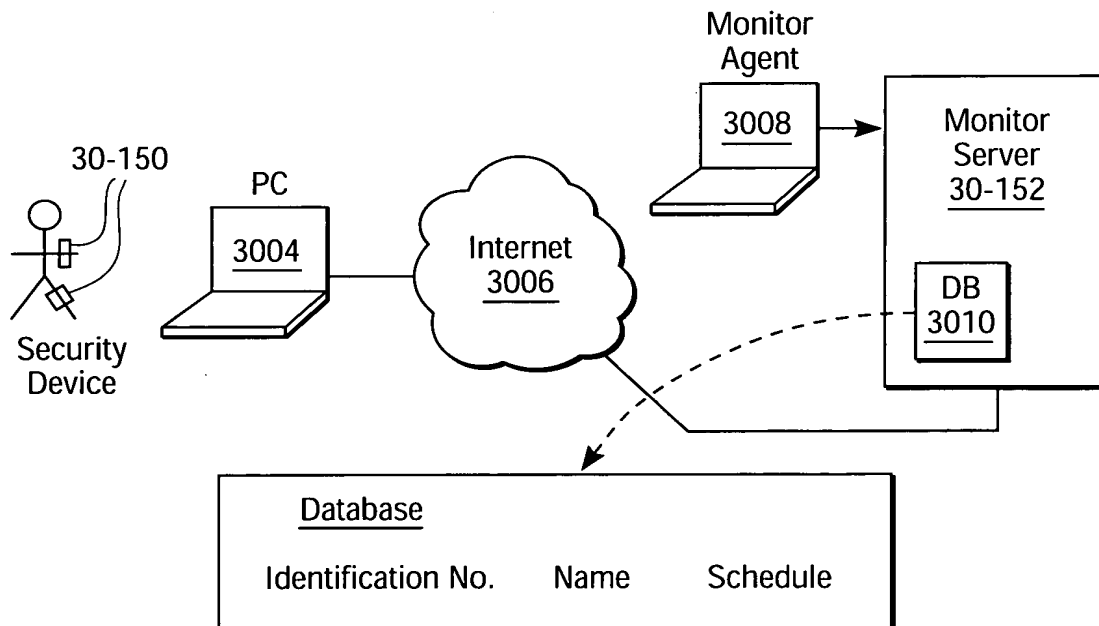 Monitor
Agent
3008
Monitor
Server
30-152
30-150
PC
3004
Internet
3006
DB
3010
Security
Device
Database
Identification No. Name Schedule